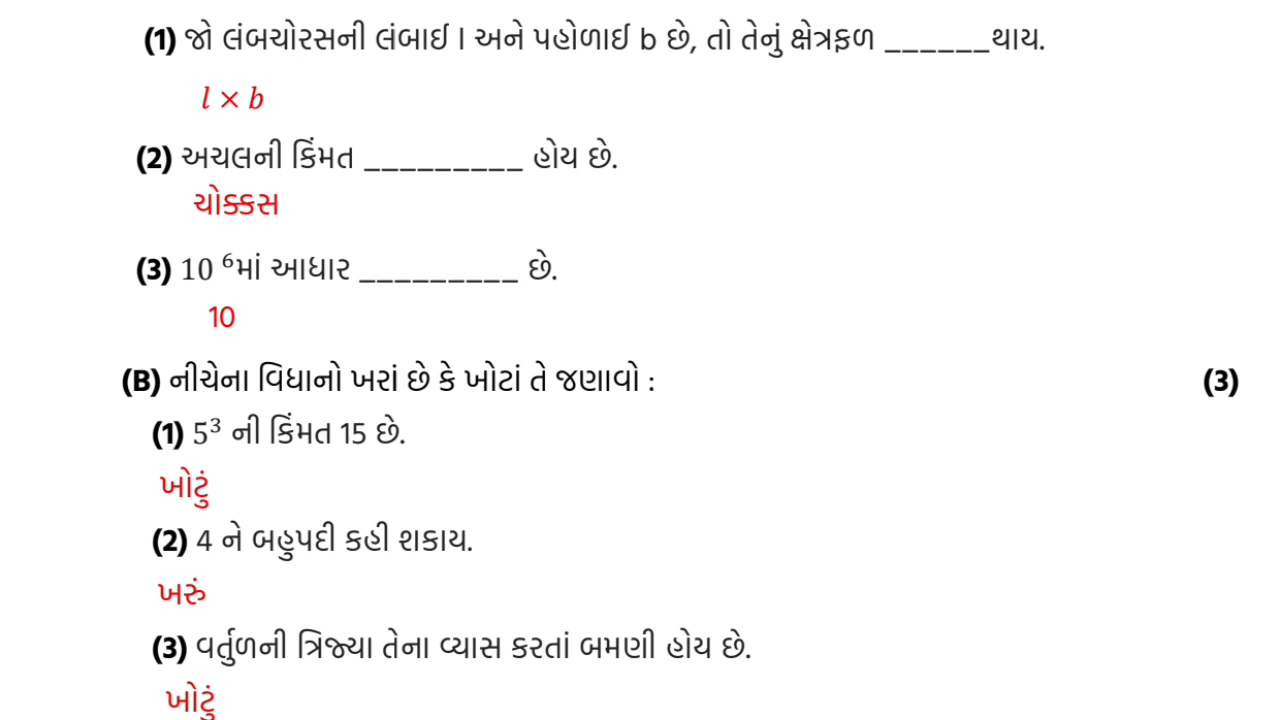 (1) જો લંબચોરસની લંબાઈ l અને પહોળાઈ b છે, તો તેનું ક્ષેત્રફળ ______થાય.
l × b
(2) અચલની કિંમત _________ હોય છે.
ચોક્કસ
(3) 10 ⁶માં આધાર _________ છે.
10
(B) નીચેના વિધાનો ખરાં છે કે ખોટાં તે જણાવો : (3)
(1) 5³ ની કિંમત 15 છે.
ખોટું
(2) 4 ને બહુપદી કહી શકાય.
ખરું
(3) વર્તુળની ત્રિજ્યા તેના વ્યાસ કરતાં બમણી હોય છે.
ખોટું